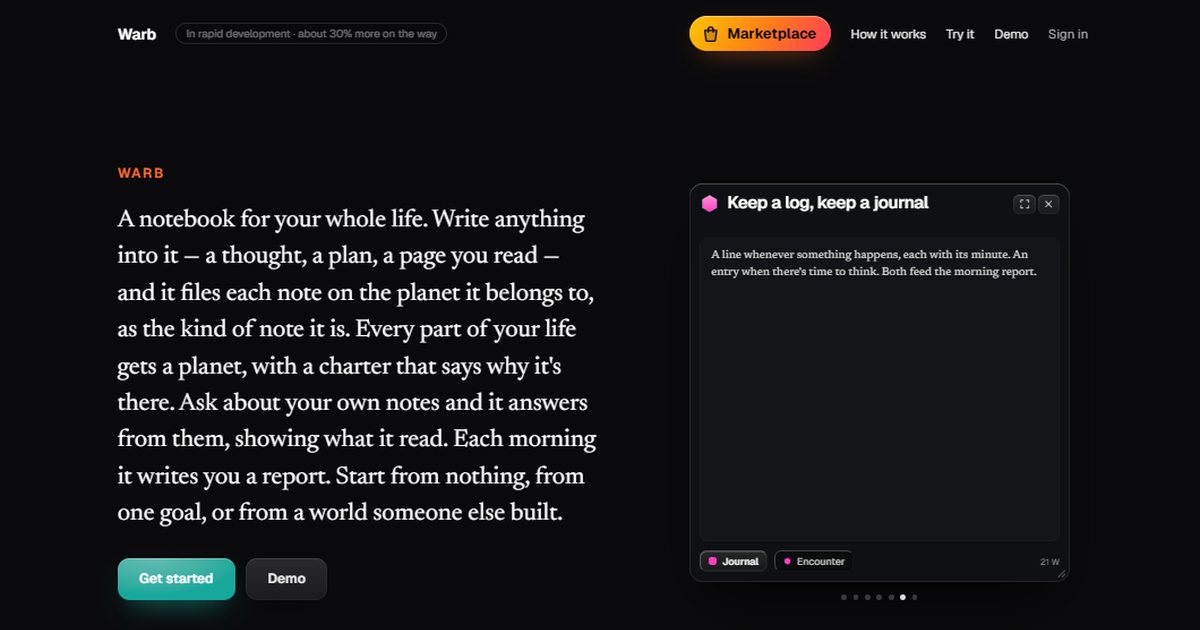 Warb
In rapid development · about 30% more on the way
Marketplace
How it works
Try it
Demo
Sign in
WARB
A notebook for your whole life. Write anything
into it — a thought, a plan, a page you read —
and it files each note on the planet it belongs to,
as the kind of note it is. Every part of your life
gets a planet, with a charter that says why it's
there. Ask about your own notes and it answers
from them, showing what it read. Each morning
it writes you a report. Start from nothing, from
one goal, or from a world someone else built.
Get started
Demo
Keep a log, keep a journal
A line whenever something happens, each with its minute. An
entry when there's time to think. Both feed the morning report.
Journal
Encounter
21 W